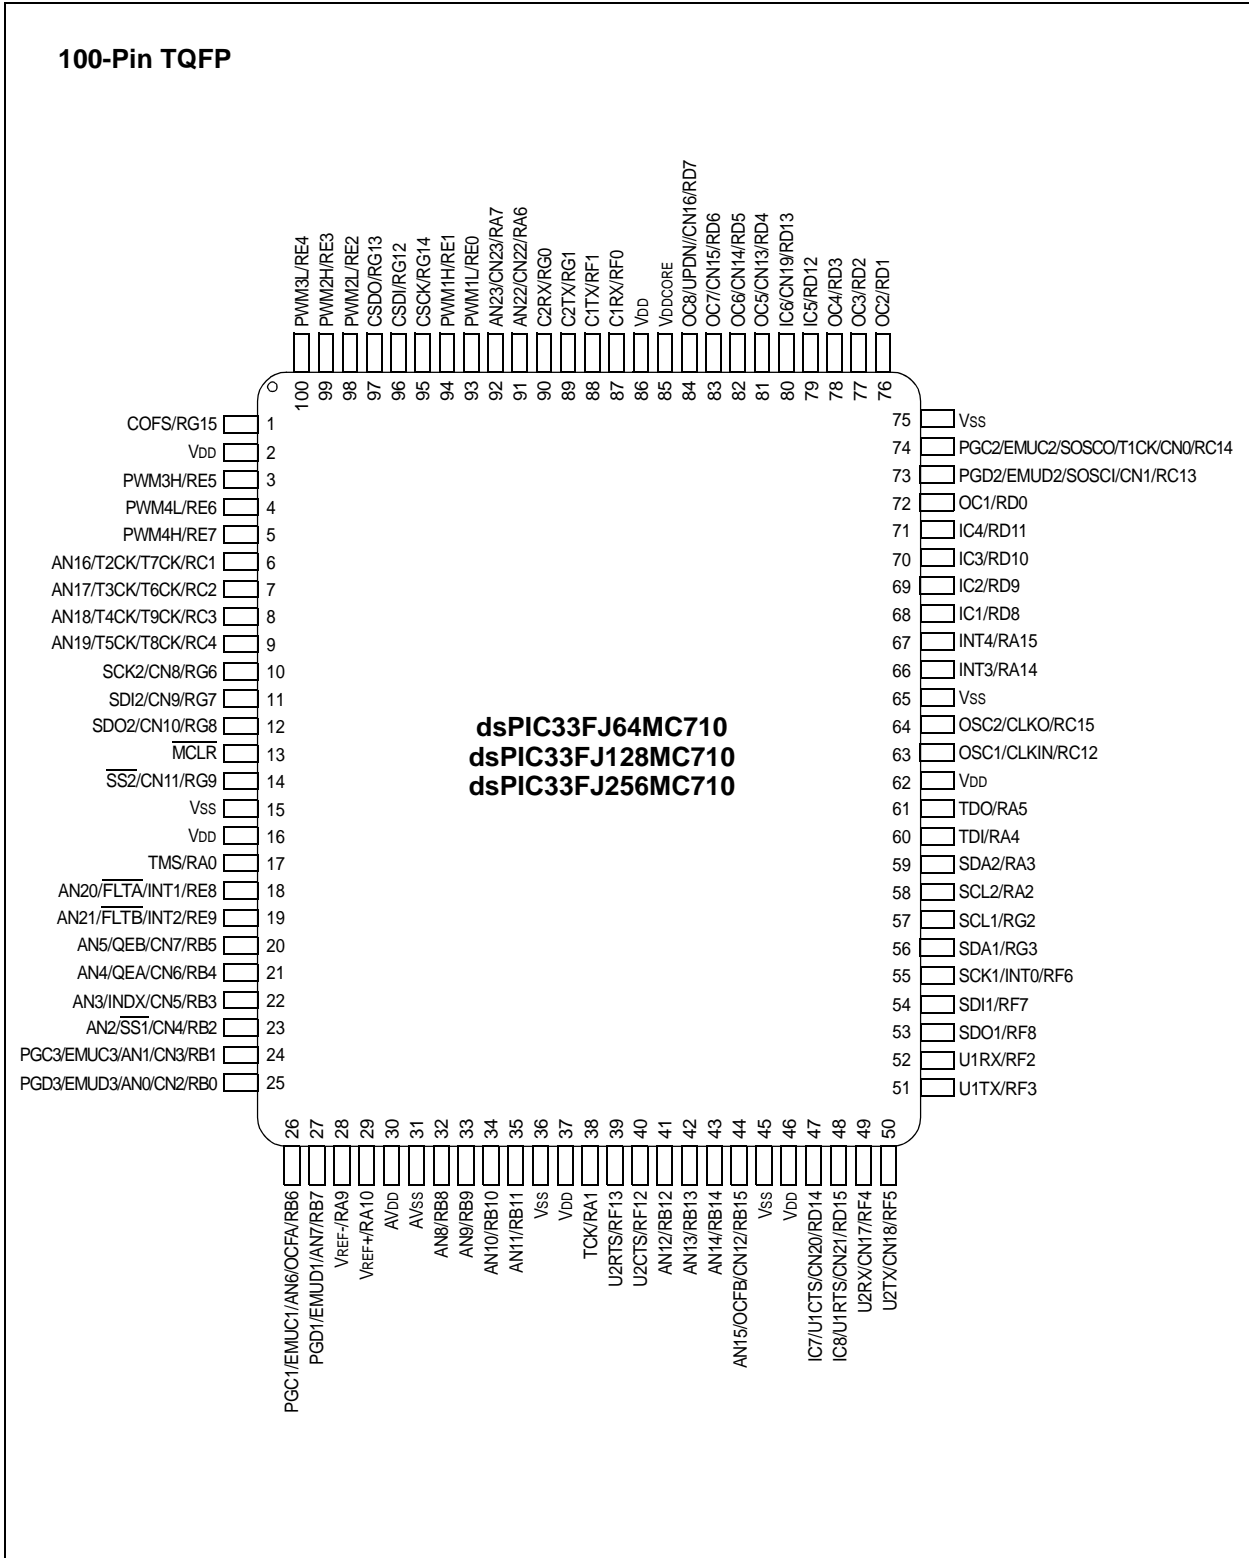 100-Pin TQFP
PWM3L/RE4
PWM2H/RE3
PWM2L/RE2
CSDO/RG13
CSDI/RG12
CSCK/RG14
PWM1H/RE1
PWM1L/RE0
AN23/CN23/RA7
AN22/CN22/RA6
C2RX/RG0
C2TX/RG1
C1TX/RF1
C1RX/RF0
VDD
VDDCORE
OC8/UPDN//CN16/RD7
OC7/CN15/RD6
OC6/CN14/RD5
OC5/CN13/RD4
IC6/CN19/RD13
IC5/RD12
OC4/RD3
OC3/RD2
OC2/RD1
100
99
98
97
96
95
94
93
92
91
90
89
88
87
86
85
84
83
82
81
80
79
78
77
76
COFS/RG15 1
VDD 2
PWM3H/RE5 3
PWM4L/RE6 4
PWM4H/RE7 5
AN16/T2CK/T7CK/RC1 6
AN17/T3CK/T6CK/RC2 7
AN18/T4CK/T9CK/RC3 8
AN19/T5CK/T8CK/RC4 9
SCK2/CN8/RG6 10
SDI2/CN9/RG7 11
SDO2/CN10/RG8 12
MCLR 13
SS2/CN11/RG9 14
VSS 15
VDD 16
TMS/RA0 17
AN20/FLTA/INT1/RE8 18
AN21/FLTB/INT2/RE9 19
AN5/QEB/CN7/RB5 20
AN4/QEA/CN6/RB4 21
AN3/INDX/CN5/RB3 22
AN2/SS1/CN4/RB2 23
PGC3/EMUC3/AN1/CN3/RB1 24
PGD3/EMUD3/AN0/CN2/RB0 25
dsPIC33FJ64MC710
dsPIC33FJ128MC710
dsPIC33FJ256MC710
75 VSS
74 PGC2/EMUC2/SOSCO/T1CK/CN0/RC14
73 PGD2/EMUD2/SOSCI/CN1/RC13
72 OC1/RD0
71 IC4/RD11
70 IC3/RD10
69 IC2/RD9
68 IC1/RD8
67 INT4/RA15
66 INT3/RA14
65 VSS
64 OSC2/CLKO/RC15
63 OSC1/CLKIN/RC12
62 VDD
61 TDO/RA5
60 TDI/RA4
59 SDA2/RA3
58 SCL2/RA2
57 SCL1/RG2
56 SDA1/RG3
55 SCK1/INT0/RF6
54 SDI1/RF7
53 SDO1/RF8
52 U1RX/RF2
51 U1TX/RF3
26
27
28
29
30
31
32
33
34
35
36
37
38
39
40
41
42
43
44
45
46
47
48
49
50
PGC1/EMUC1/AN6/OCFA/RB6
PGD1/EMUD1/AN7/RB7
VREF-/RA9
VREF+/RA10
AVDD
AVSS
AN8/RB8
AN9/RB9
AN10/RB10
AN11/RB11
VSS
VDD
TCK/RA1
U2RTS/RF13
U2CTS/RF12
AN12/RB12
AN13/RB13
AN14/RB14
AN15/OCFB/CN12/RB15
VSS
VDD
IC7/U1CTS/CN20/RD14
IC8/U1RTS/CN21/RD15
U2RX/CN17/RF4
U2TX/CN18/RF5